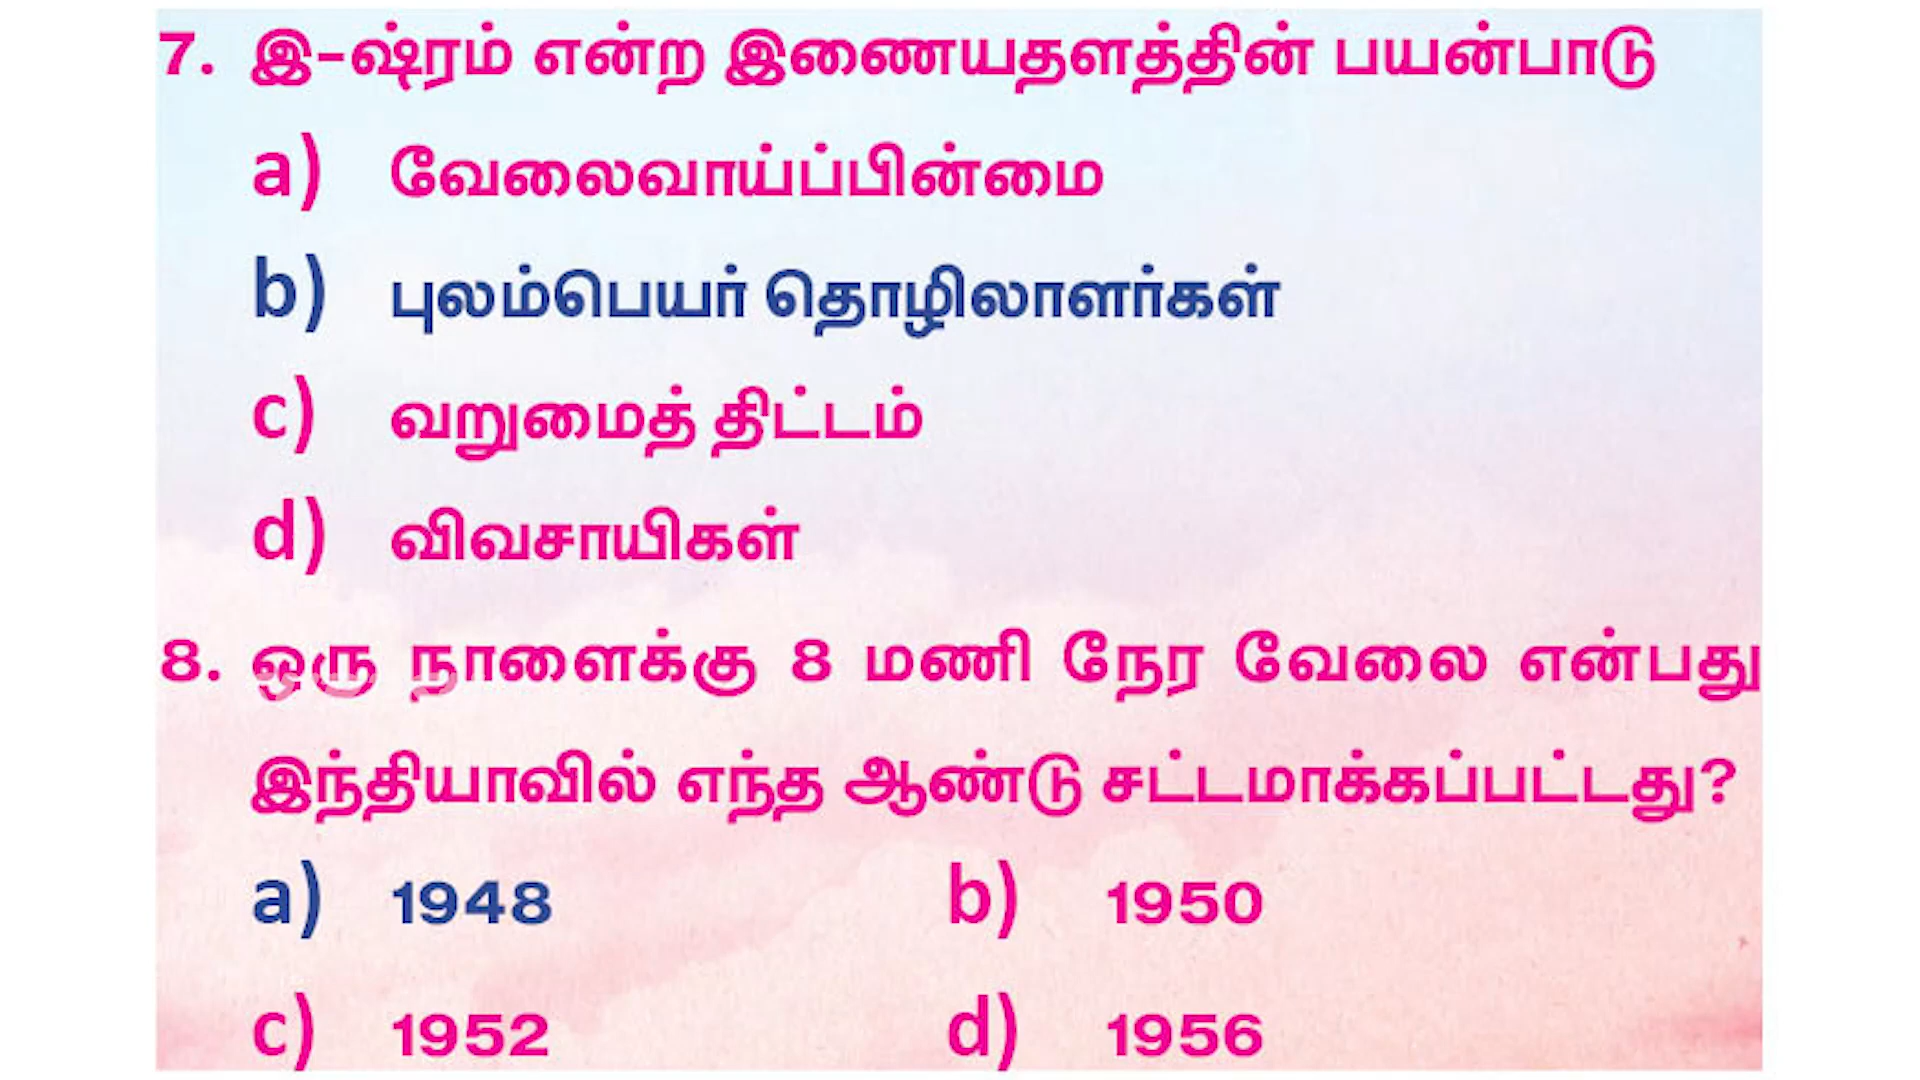 7. இ-ஷ்ரம் என்ற இணையதளத்தின் பயன்பாடு
a) வேலைவாய்ப்பின்மை
b) புலம்பெயர் தொழிலாளர்கள்
c) வறுமைத் திட்டம்
d) விவசாயிகள்
8. ஒரு நாளைக்கு 8 மணி நேர வேலை என்பது
இந்தியாவில் எந்த ஆண்டு சட்டமாக்கப்பட்டது?
a) 1948 b) 1950
c) 1952 d) 1956